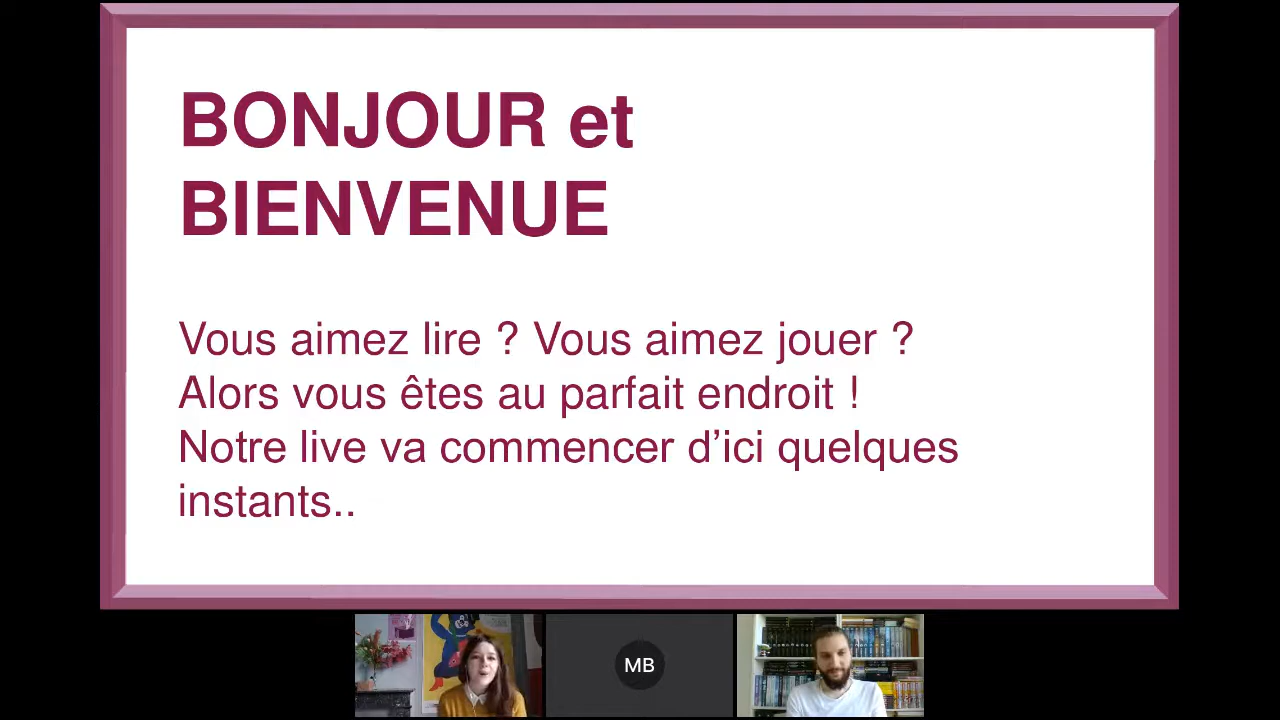 BONJOUR et
BIENVENUE
Vous aimez lire ? Vous aimez jouer ?
Alors vous êtes au parfait endroit !
Notre live va commencer d’ici quelques
instants..
MB